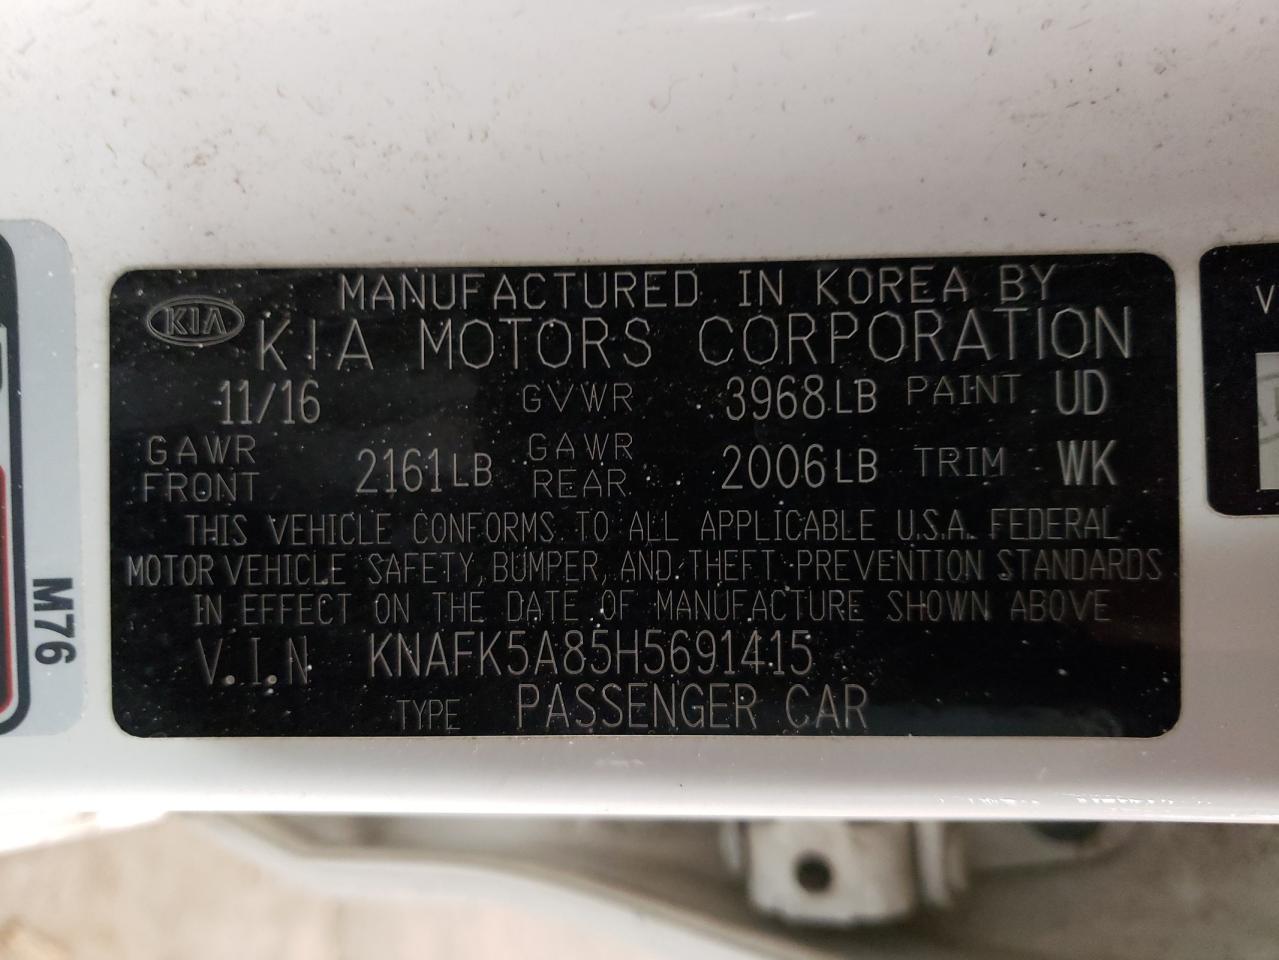 MANUFACTURED IN KOREA BY
KIA KIA MOTORS CORPORATION
11/16 GVWR 3968LB PAINT UD
GAWR FRONT 2161LB GAWR REAR 2006LB TRIM WK
THIS VEHICLE CONFORMS TO ALL APPLICABLE U.S.A. FEDERAL
MOTOR VEHICLE SAFETY, BUMPER, AND THEFT PREVENTION STANDARDS
IN EFFECT ON THE DATE OF MANUFACTURE SHOWN ABOVE
V.I.N KNAFK5A85H5691415
TYPE PASSENGER CAR
M76
V